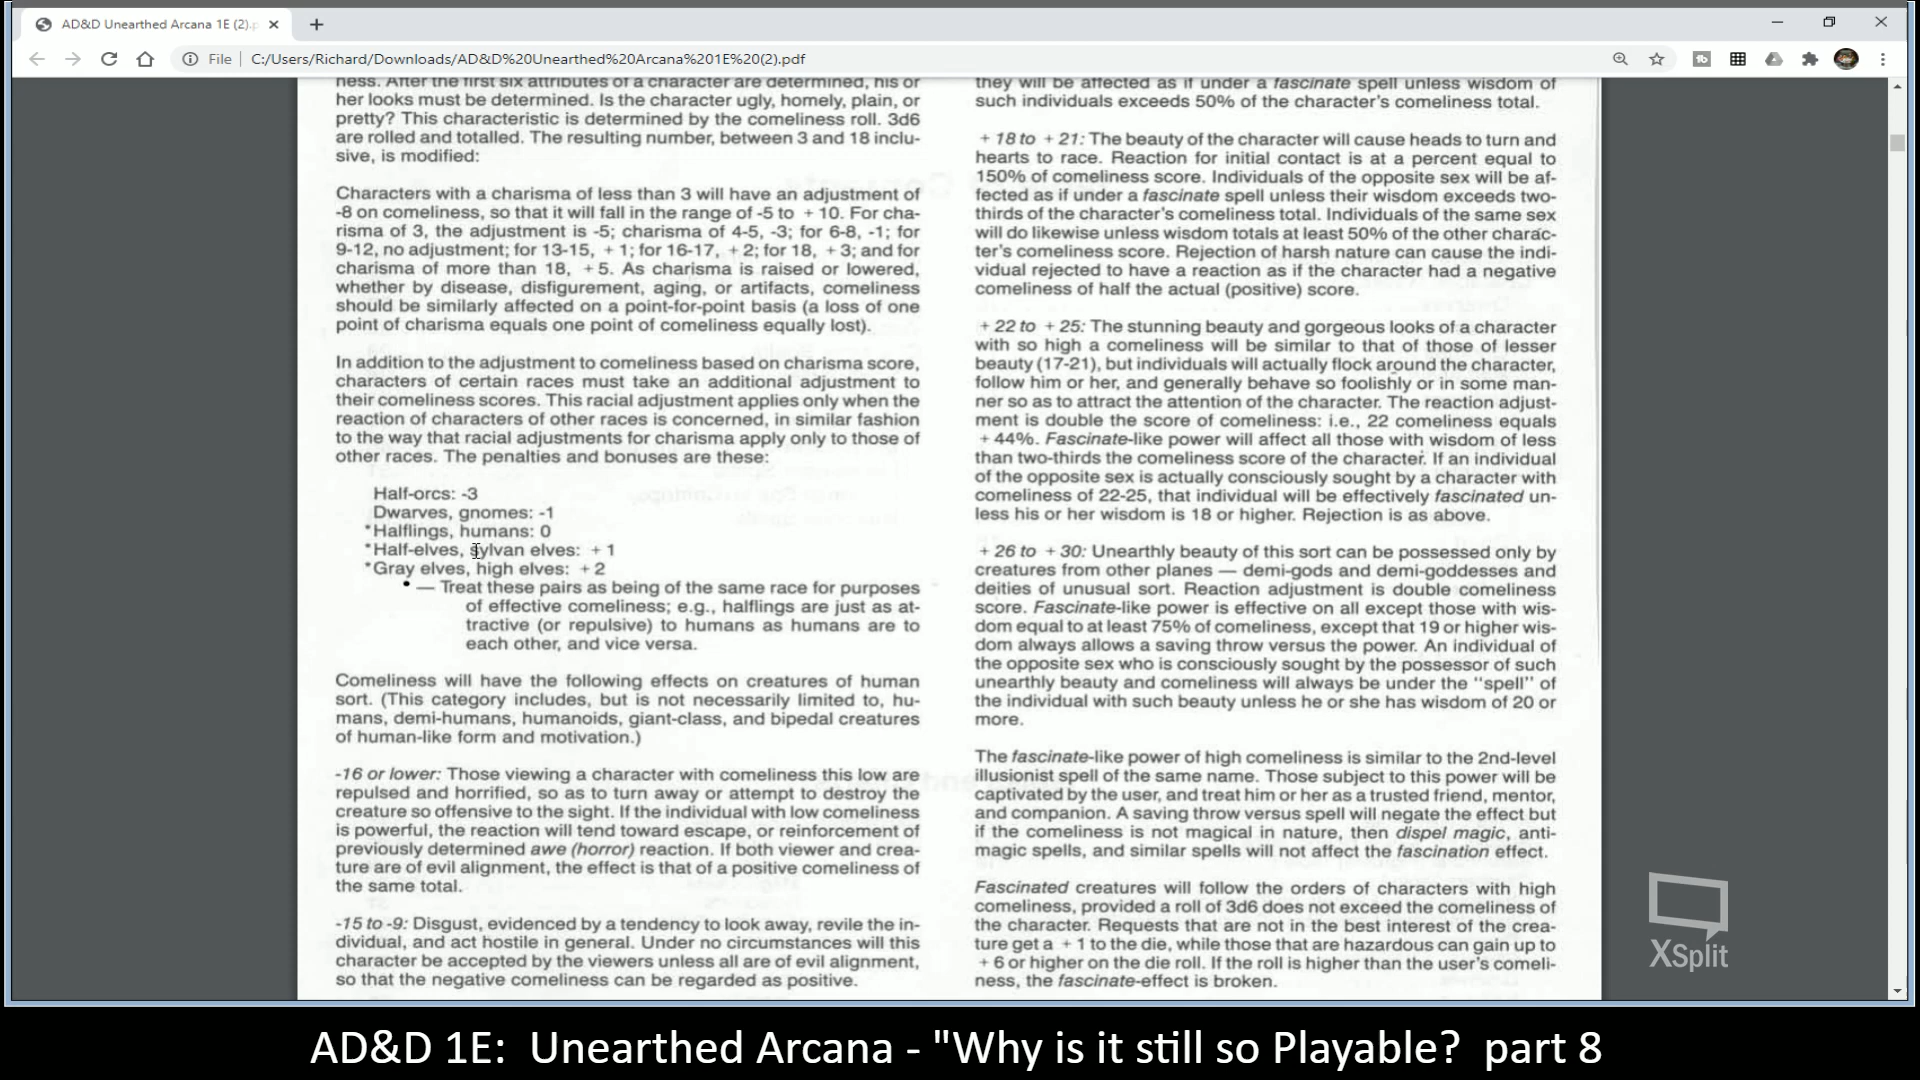 AD&D Unearthed Arcana 1E (2).p
File
C:/Users/Richard/Downloads/AD&D%20Unearthed%20Arcana%201E%20(2).pdf
ness. After the first six attributes of a character are determined, his or
her looks must be determined. Is the character ugly, homely, plain, or
pretty? This characteristic is determined by the comeliness roll. 3d6
are rolled and totalled. The resulting number, between 3 and 18 inclu-
sive, is modified:
Characters with a charisma of less than 3 will have an adjustment of
-8 on comeliness, so that it will fall in the range of -5 to +10. For cha-
risma of 3, the adjustment is -5; charisma of 4-5, -3; for 6-8, -1; for
9-12, no adjustment; for 13-15, +1; for 16-17, +2; for 18, +3; and for
charisma of more than 18, +5. As charisma is raised or lowered,
whether by disease, disfigurement, aging, or artifacts, comeliness
should be similarly affected on a point-for-point basis (a loss of one
point of charisma equals one point of comeliness equally lost).
In addition to the adjustment to comeliness based on charisma score,
characters of certain races must take an additional adjustment to
their comeliness scores. This racial adjustment applies only when the
reaction of characters of other races is concerned, in similar fashion
to the way that racial adjustments for charisma apply only to those of
other races. The penalties and bonuses are these:
Half-orcs: -3
Dwarves, gnomes: -1
*Halflings, humans: 0
*Half-elves, sylvan elves: +1
*Gray elves, high elves: +2
• — Treat these pairs as being of the same race for purposes
of effective comeliness; e.g., halflings are just as at-
tractive (or repulsive) to humans as humans are to
each other, and vice versa.
Comeliness will have the following effects on creatures of human
sort. (This category includes, but is not necessarily limited to, hu-
mans, demi-humans, humanoids, giant-class, and bipedal creatures
of human-like form and motivation.)
-16 or lower: Those viewing a character with comeliness this low are
repulsed and horrified, so as to turn away or attempt to destroy the
creature so offensive to the sight. If the individual with low comeliness
is powerful, the reaction will tend toward escape, or reinforcement of
previously determined awe (horror) reaction. If both viewer and crea-
ture are of evil alignment, the effect is that of a positive comeliness of
the same total.
-15 to -9: Disgust, evidenced by a tendency to look away, revile the in-
dividual, and act hostile in general. Under no circumstances will this
character be accepted by the viewers unless all are of evil alignment,
so that the negative comeliness can be regarded as positive.
they will be affected as if under a fascinate spell unless wisdom of
such individuals exceeds 50% of the character's comeliness total.
+18 to +21: The beauty of the character will cause heads to turn and
hearts to race. Reaction for initial contact is at a percent equal to
150% of comeliness score. Individuals of the opposite sex will be af-
fected as if under a fascinate spell unless their wisdom exceeds two-
thirds of the character's comeliness total. Individuals of the same sex
will do likewise unless wisdom totals at least 50% of the other charac-
ter's comeliness score. Rejection of harsh nature can cause the indi-
vidual rejected to have a reaction as if the character had a negative
comeliness of half the actual (positive) score.
+22 to +25: The stunning beauty and gorgeous looks of a character
with so high a comeliness will be similar to that of those of lesser
beauty (17-21), but individuals will actually flock around the character,
follow him or her, and generally behave so foolishly or in some man-
ner so as to attract the attention of the character. The reaction adjust-
ment is double the score of comeliness: i.e., 22 comeliness equals
+44%. Fascinate-like power will affect all those with wisdom of less
than two-thirds the comeliness score of the character. If an individual
of the opposite sex is actually consciously sought by a character with
comeliness of 22-25, that individual will be effectively fascinated un-
less his or her wisdom is 18 or higher. Rejection is as above.
+26 to +30: Unearthly beauty of this sort can be possessed only by
creatures from other planes — demi-gods and demi-goddesses and
deities of unusual sort. Reaction adjustment is double comeliness
score. Fascinate-like power is effective on all except those with wis-
dom equal to at least 75% of comeliness, except that 19 or higher wis-
dom always allows a saving throw versus the power. An individual of
the opposite sex who is consciously sought by the possessor of such
unearthly beauty and comeliness will always be under the "spell" of
the individual with such beauty unless he or she has wisdom of 20 or
more.
The fascinate-like power of high comeliness is similar to the 2nd-level
illusionist spell of the same name. Those subject to this power will be
captivated by the user, and treat him or her as a trusted friend, mentor,
and companion. A saving throw versus spell will negate the effect but
if the comeliness is not magical in nature, then dispel magic, anti-
magic spells, and similar spells will not affect the fascination effect.
Fascinated creatures will follow the orders of characters with high
comeliness, provided a roll of 3d6 does not exceed the comeliness of
the character. Requests that are not in the best interest of the crea-
ture get a +1 to the die, while those that are hazardous can gain up to
+6 or higher on the die roll. If the roll is higher than the user's comeli-
ness, the fascinate-effect is broken.
XSplit
AD&D 1E: Unearthed Arcana - "Why is it still so Playable? part 8